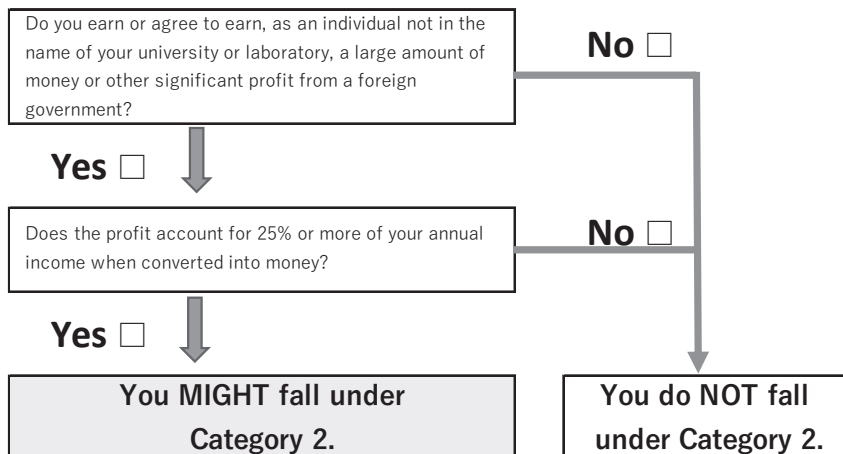 Do you earn or agree to earn, as an individual not in the
name of your university or laboratory, a large amount of
money or other significant profit from a foreign
government?
No □
Yes □
Does the profit account for 25% or more of your annual
income when converted into money?
No □
Yes □
You MIGHT fall under
Category 2.
You do NOT fall
under Category 2.